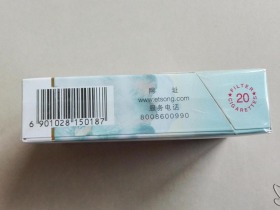 网 址
www.etsong.com
服务电话
8008600990
6 901028 150187
FILTER
20
CIGARETTES